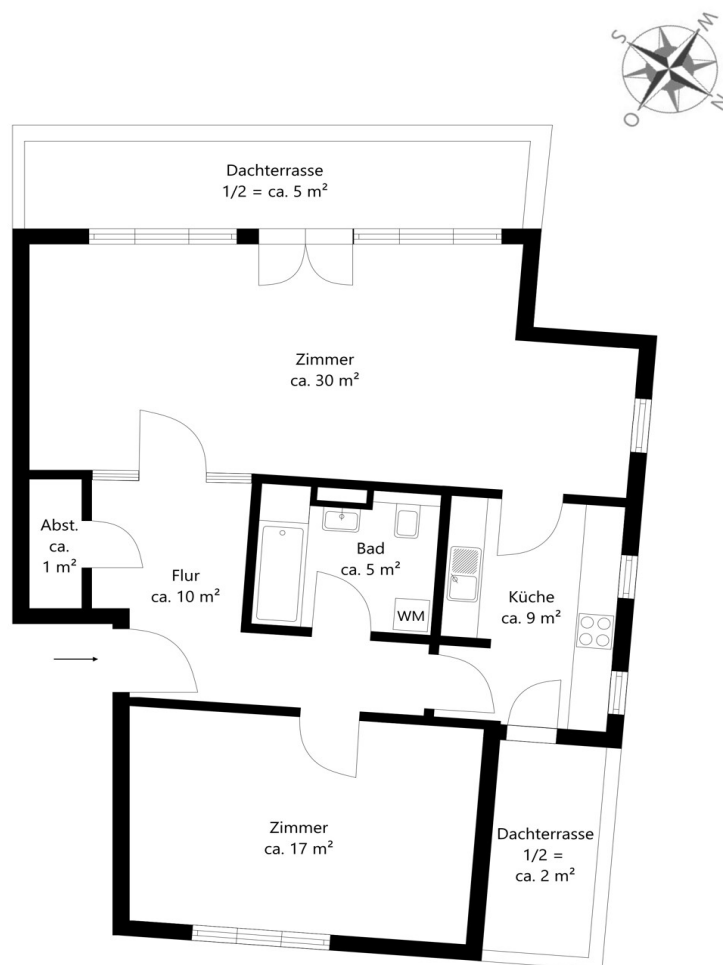 S
W
O
N
Dachterrasse
1/2 = ca. 5 m²
Zimmer
ca. 30 m²
Abst.
ca.
1 m²
Flur
ca. 10 m²
Bad
ca. 5 m²
WM
Küche
ca. 9 m²
Zimmer
ca. 17 m²
Dachterrasse
1/2 =
ca. 2 m²